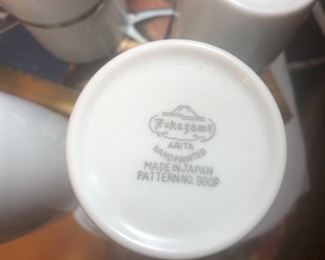 Fukagawa
ARITA
HANDPAINTED
MADE IN JAPAN
PATTERN NO. 900P